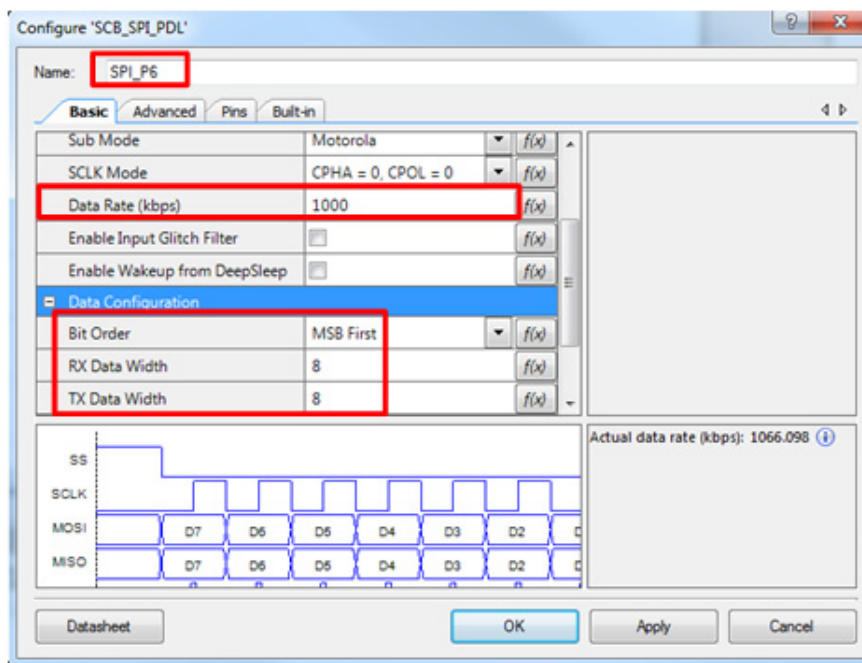 Configure 'SCB_SPI_PDL'
Name: SPI_P6
Basic Advanced Pins Built-in
Sub Mode Motorola f(x)
SCLK Mode CPHA = 0, CPOL = 0 f(x)
Data Rate (kbps) 1000 f(x)
Enable Input Glitch Filter f(x)
Enable Wakeup from DeepSleep f(x)
Data Configuration
Bit Order MSB First f(x)
RX Data Width 8 f(x)
TX Data Width 8 f(x)
Actual data rate (kbps): 1066.098
SS
SCLK
MOSI D7 D6 D5 D4 D3 D2
MISO D7 D6 D5 D4 D3 D2
Datasheet OK Apply Cancel